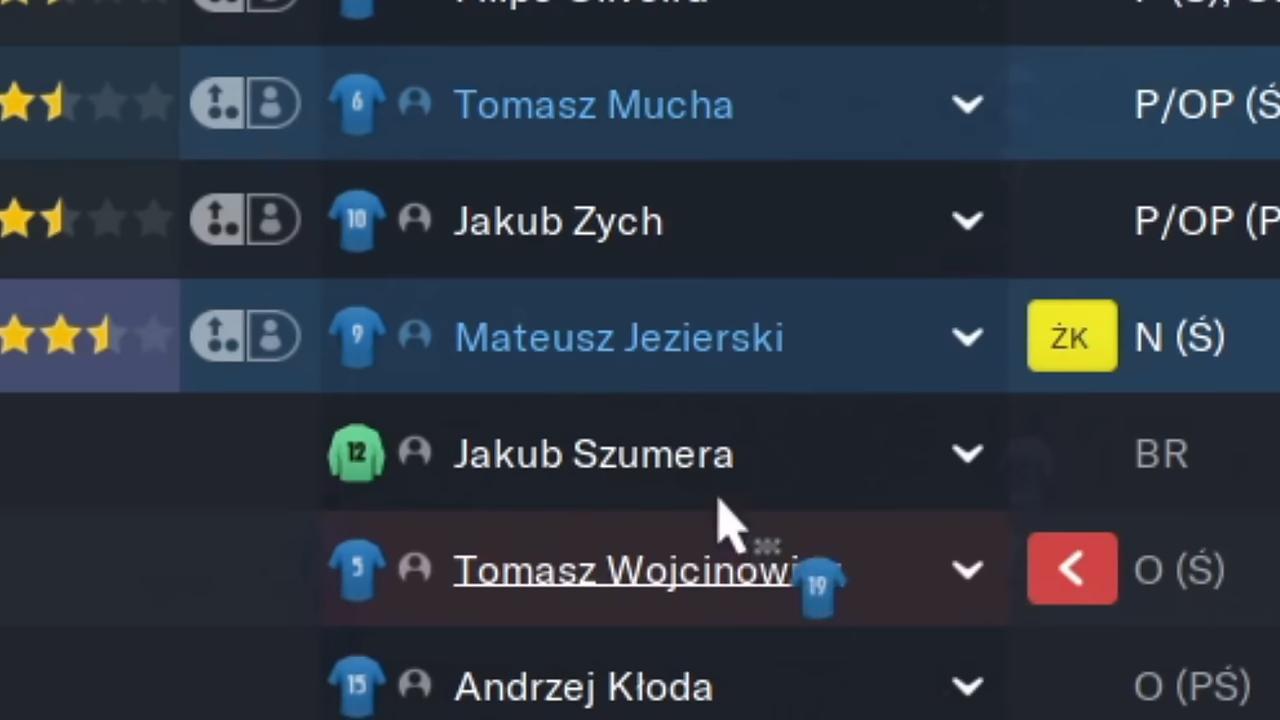 6 Tomasz Mucha P/OP (Ś
10 Jakub Zych P/OP (P
9 Mateusz Jezierski ŻK N (Ś)
12 Jakub Szumera BR
5 Tomasz 19 O (Ś)
15 Andrzej Kłoda O (PŚ)